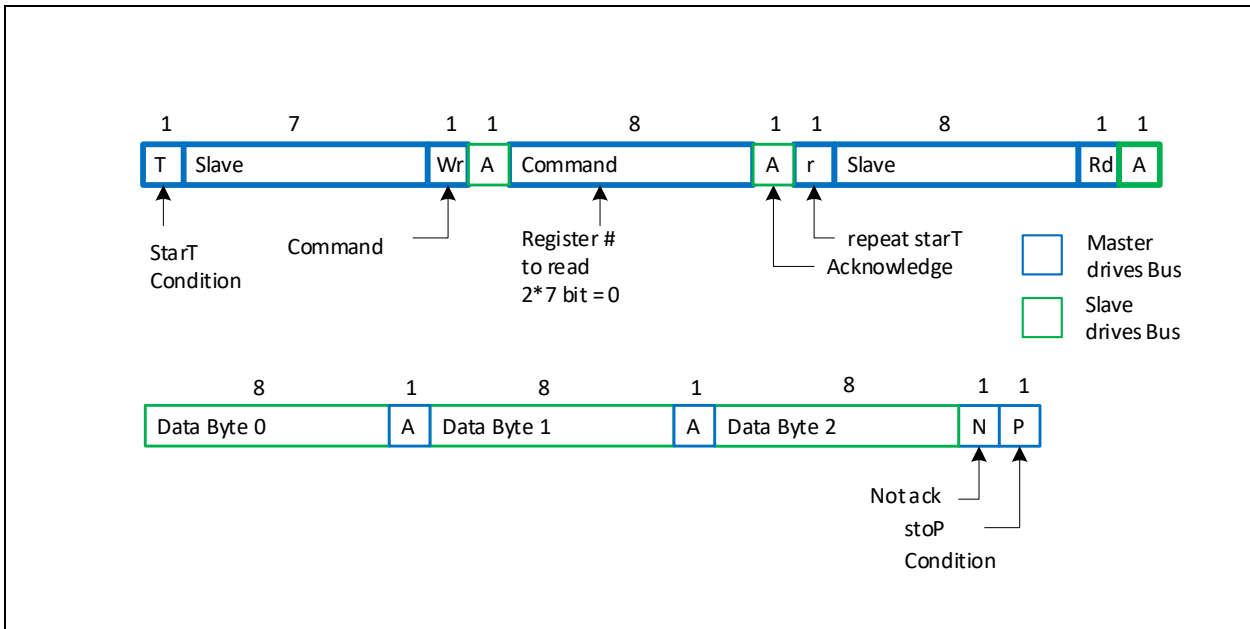 1 7 1 1 8 1 1 8 1 1
T Slave Wr A Command A r Slave Rd A
StarT
Condition
Command
Register #
to read
2*7 bit = 0
repeat starT
Acknowledge
Master
drives Bus
Slave
drives Bus
8 1 8 1 8 1 1
Data Byte 0 A Data Byte 1 A Data Byte 2 N P
Not ack
stoP
Condition